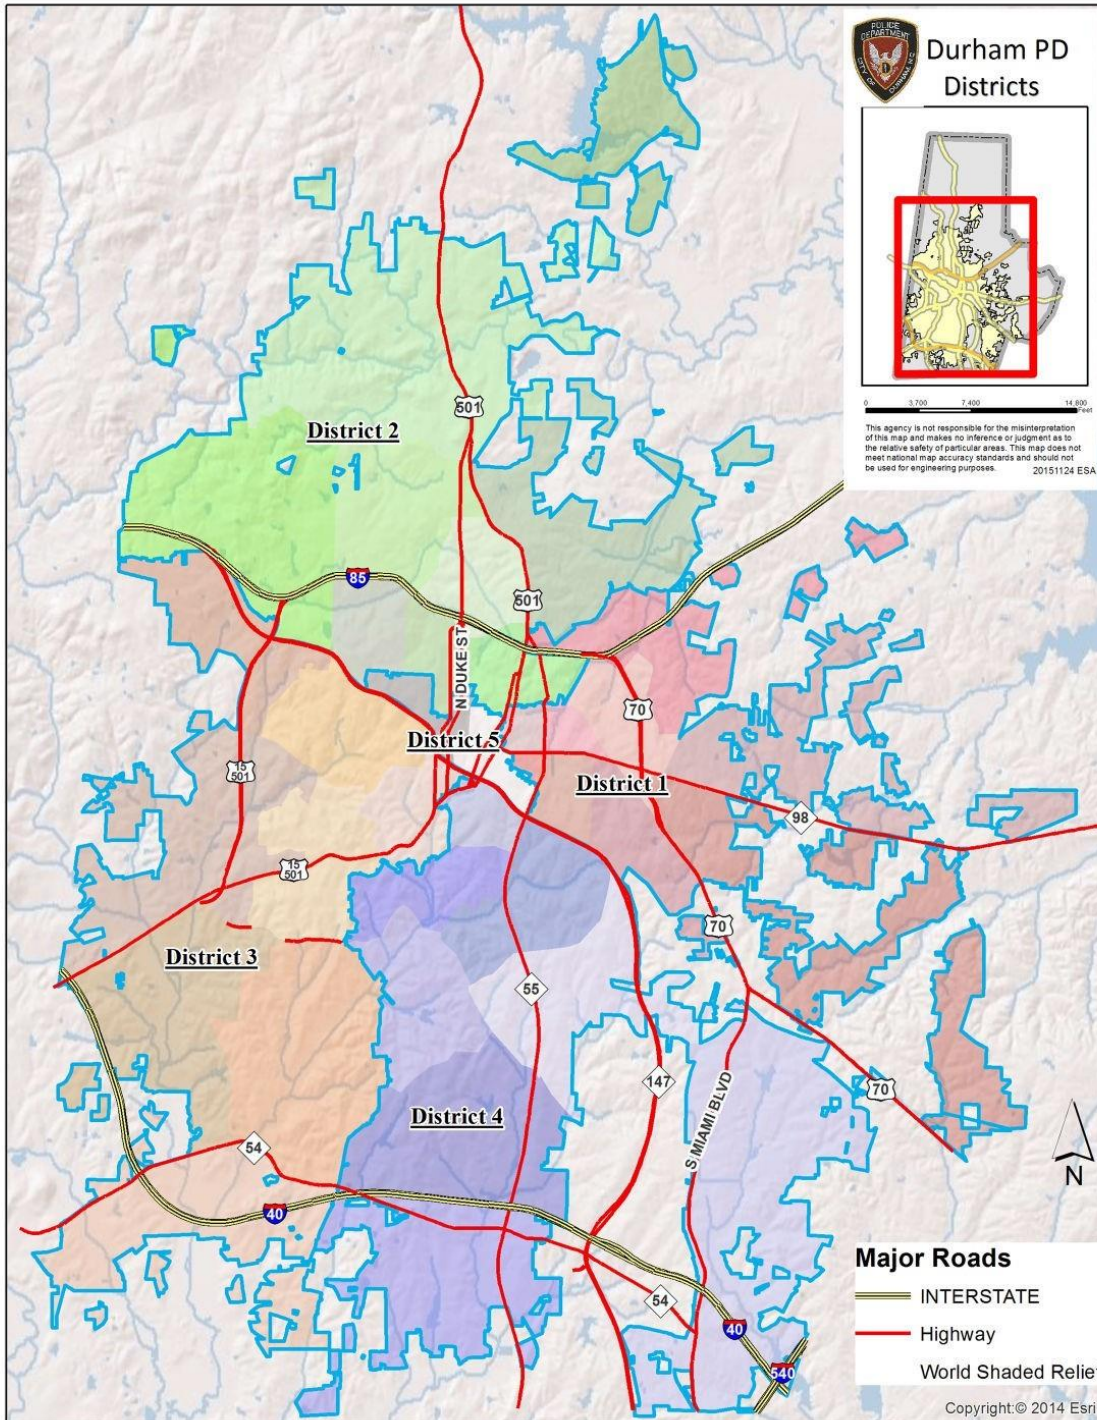 POLICE
DEPARTMENT
CITY OF DURHAM, N.C.
D
Durham PD
Districts
0 3,700 7,400 14,800
Feet
This agency is not responsible for the misinterpretation
of this map and makes no inference or judgment as to
the relative safety of particular areas. This map does not
meet national map accuracy standards and should not
be used for engineering purposes.
20151124 ESA
501
District 2
85
501
N DUKE ST
70
District 5
15
501
District 1
98
15
501
70
District 3
55
147
70
S MIAMI BLVD
District 4
54
N
40
54
40
540
Major Roads
INTERSTATE
Highway
World Shaded Relief
Copyright:© 2014 Esri